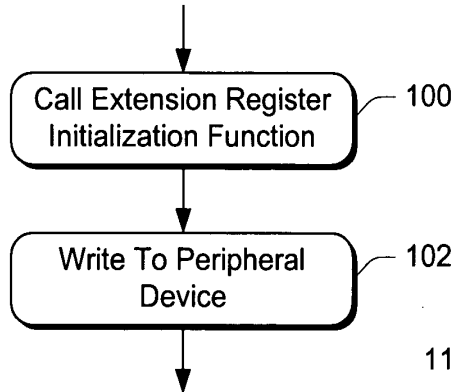 Call Extension Register
Initialization Function
100
Write To Peripheral
Device
102
11